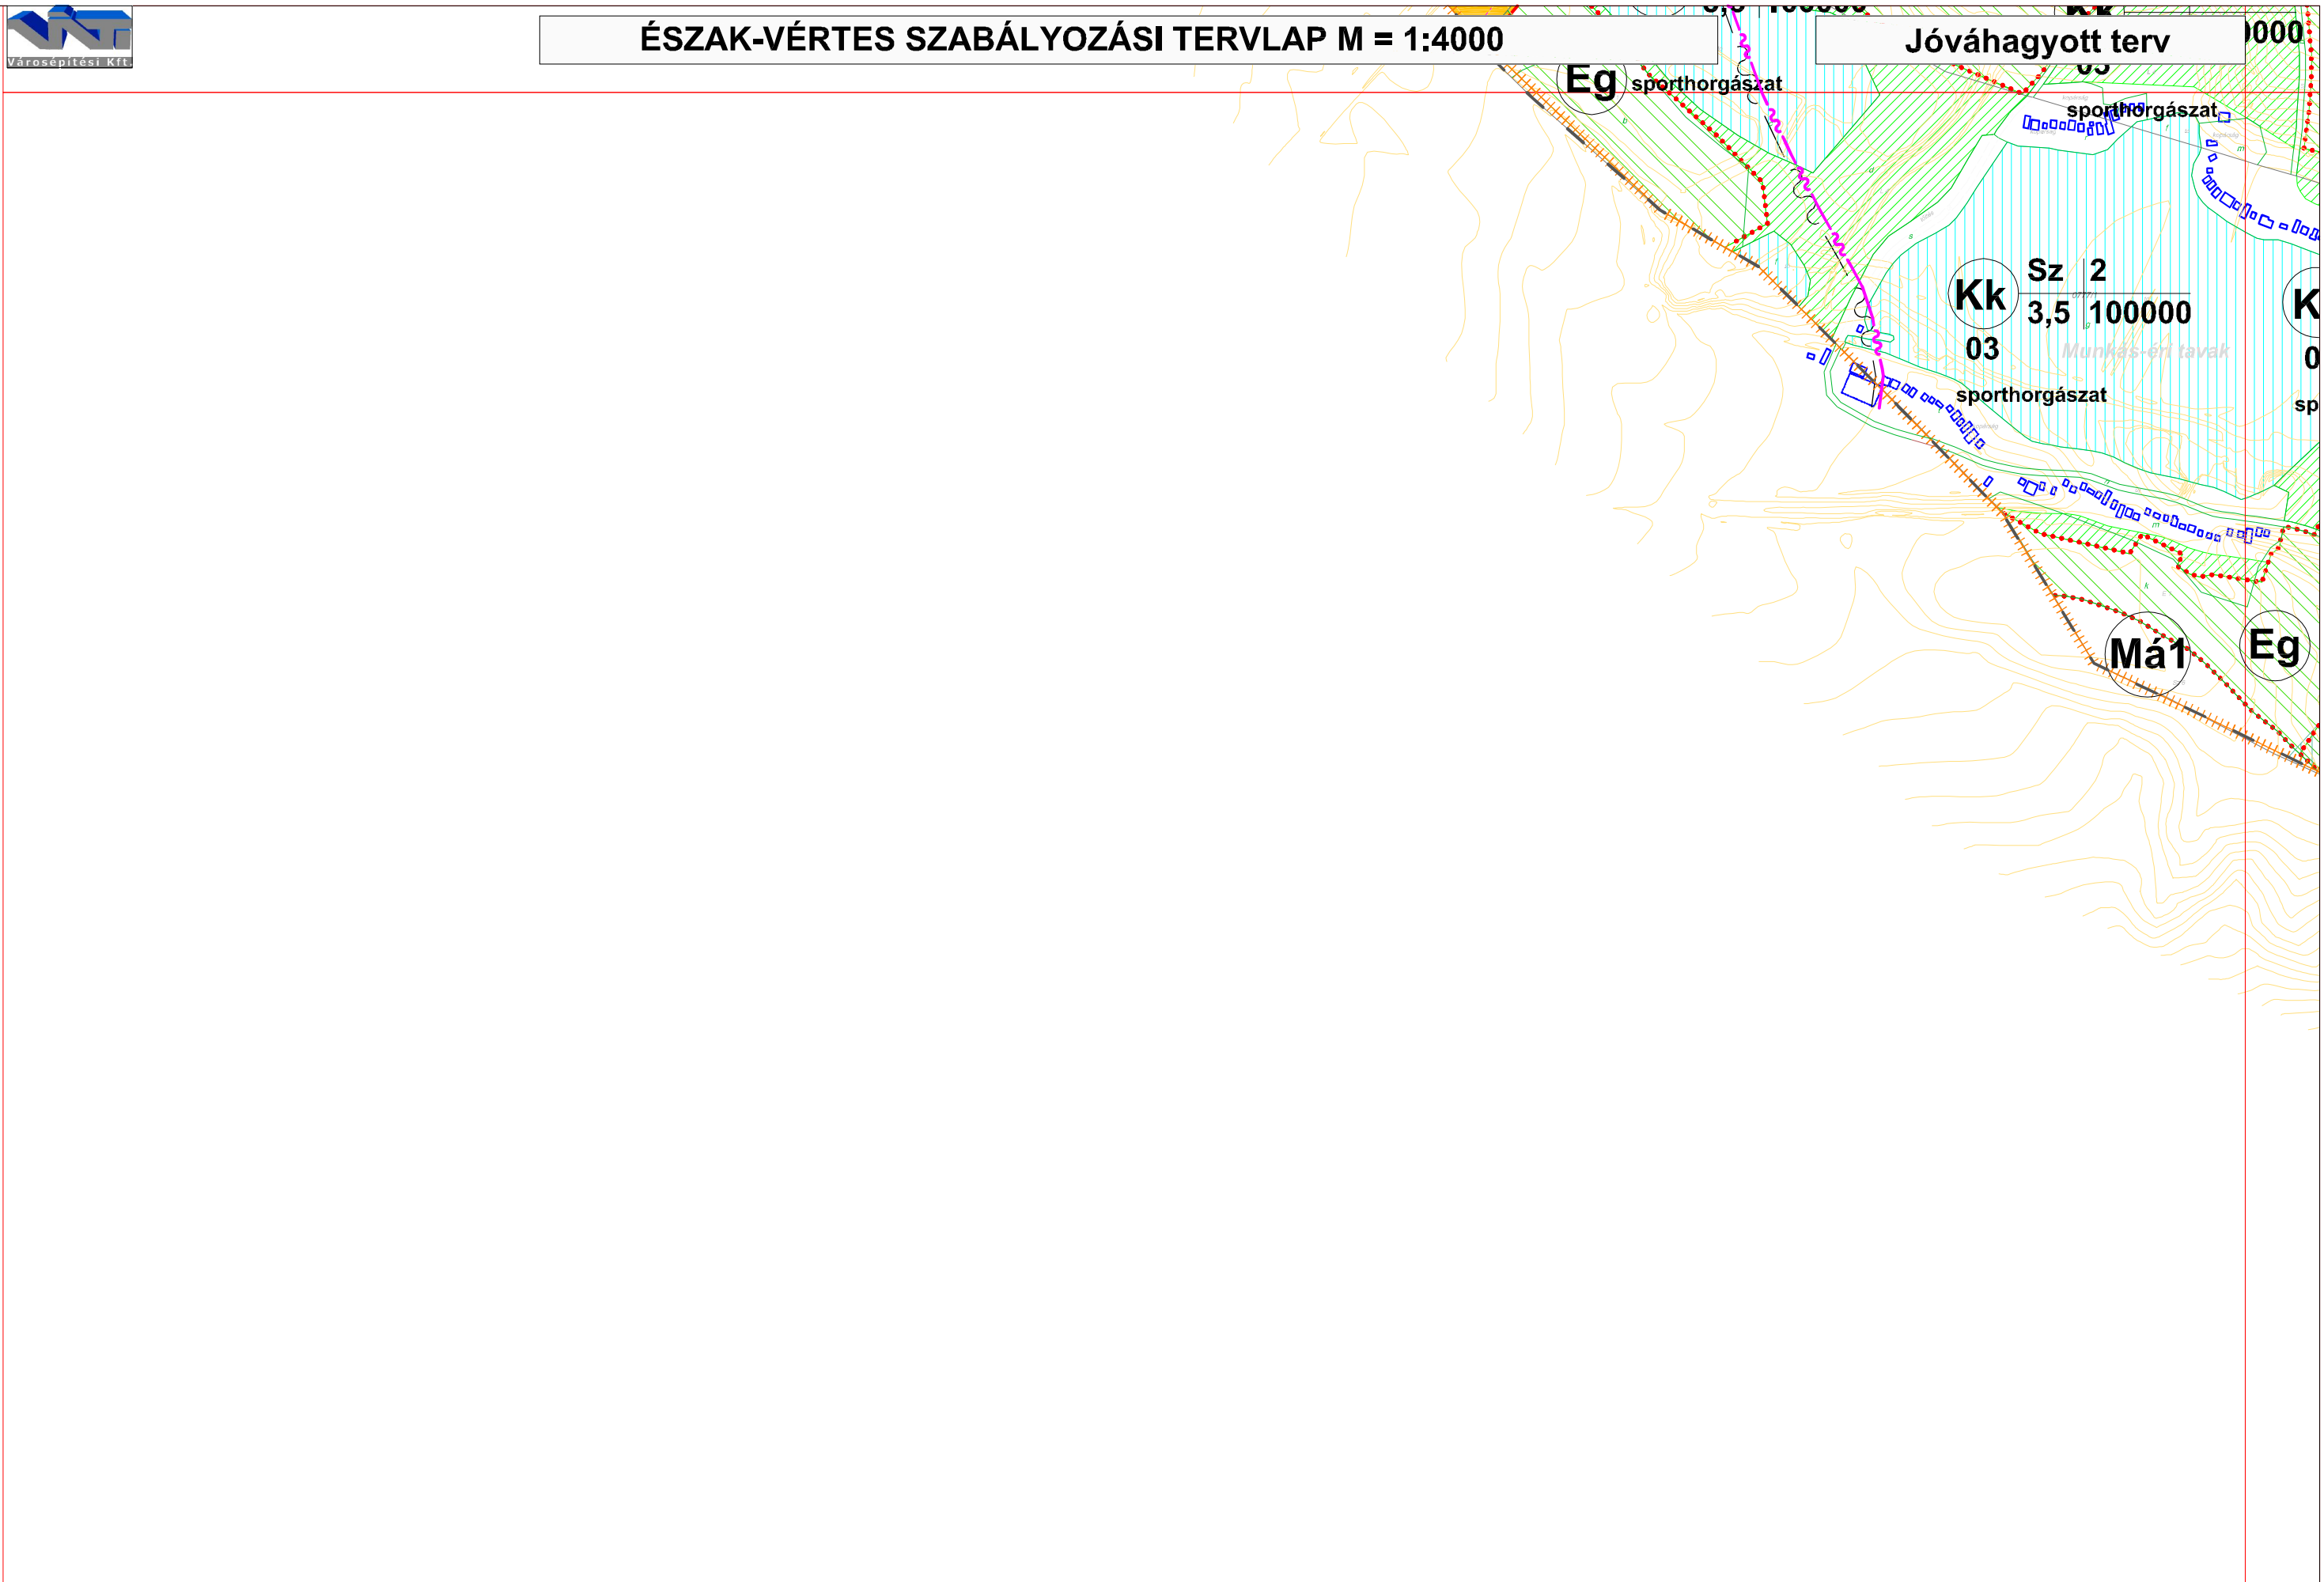 Városépítési Kft.
ÉSZAK-VÉRTES SZABÁLYOZÁSI TERVLAP M = 1:4000
Jóváhagyott terv
Eg
sporthorgászat
sporthorgászat
Kk
Sz 2
3,5 100000
03
Munkás-éri tavak
sporthorgászat
Má1
Eg